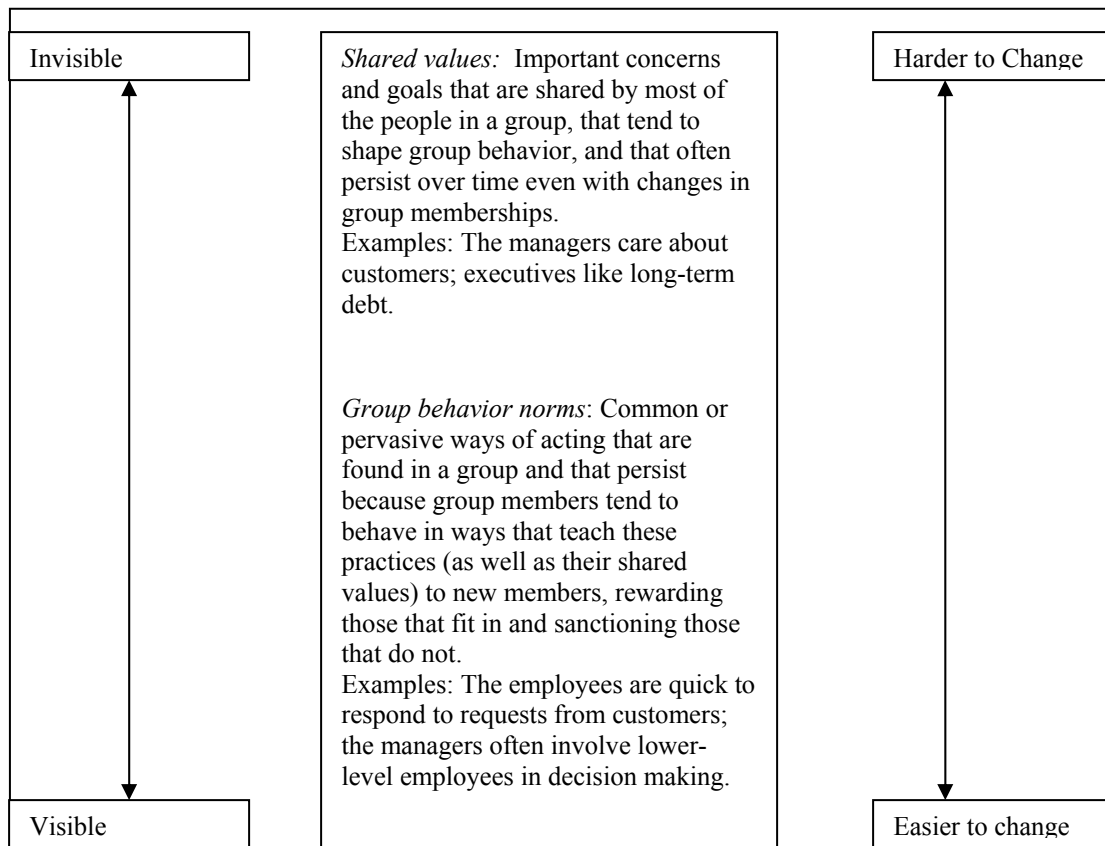 Invisible
Shared values:  Important concerns
and goals that are shared by most of
the people in a group, that tend to
shape group behavior, and that often
persist over time even with changes in
group memberships.
Examples: The managers care about
customers; executives like long-term
debt.
Group behavior norms: Common or
pervasive ways of acting that are
found in a group and that persist
because group members tend to
behave in ways that teach these
practices (as well as their shared
values) to new members, rewarding
those that fit in and sanctioning those
that do not.
Examples: The employees are quick to
respond to requests from customers;
the managers often involve lower-
level employees in decision making.
Harder to Change
Visible
Easier to change